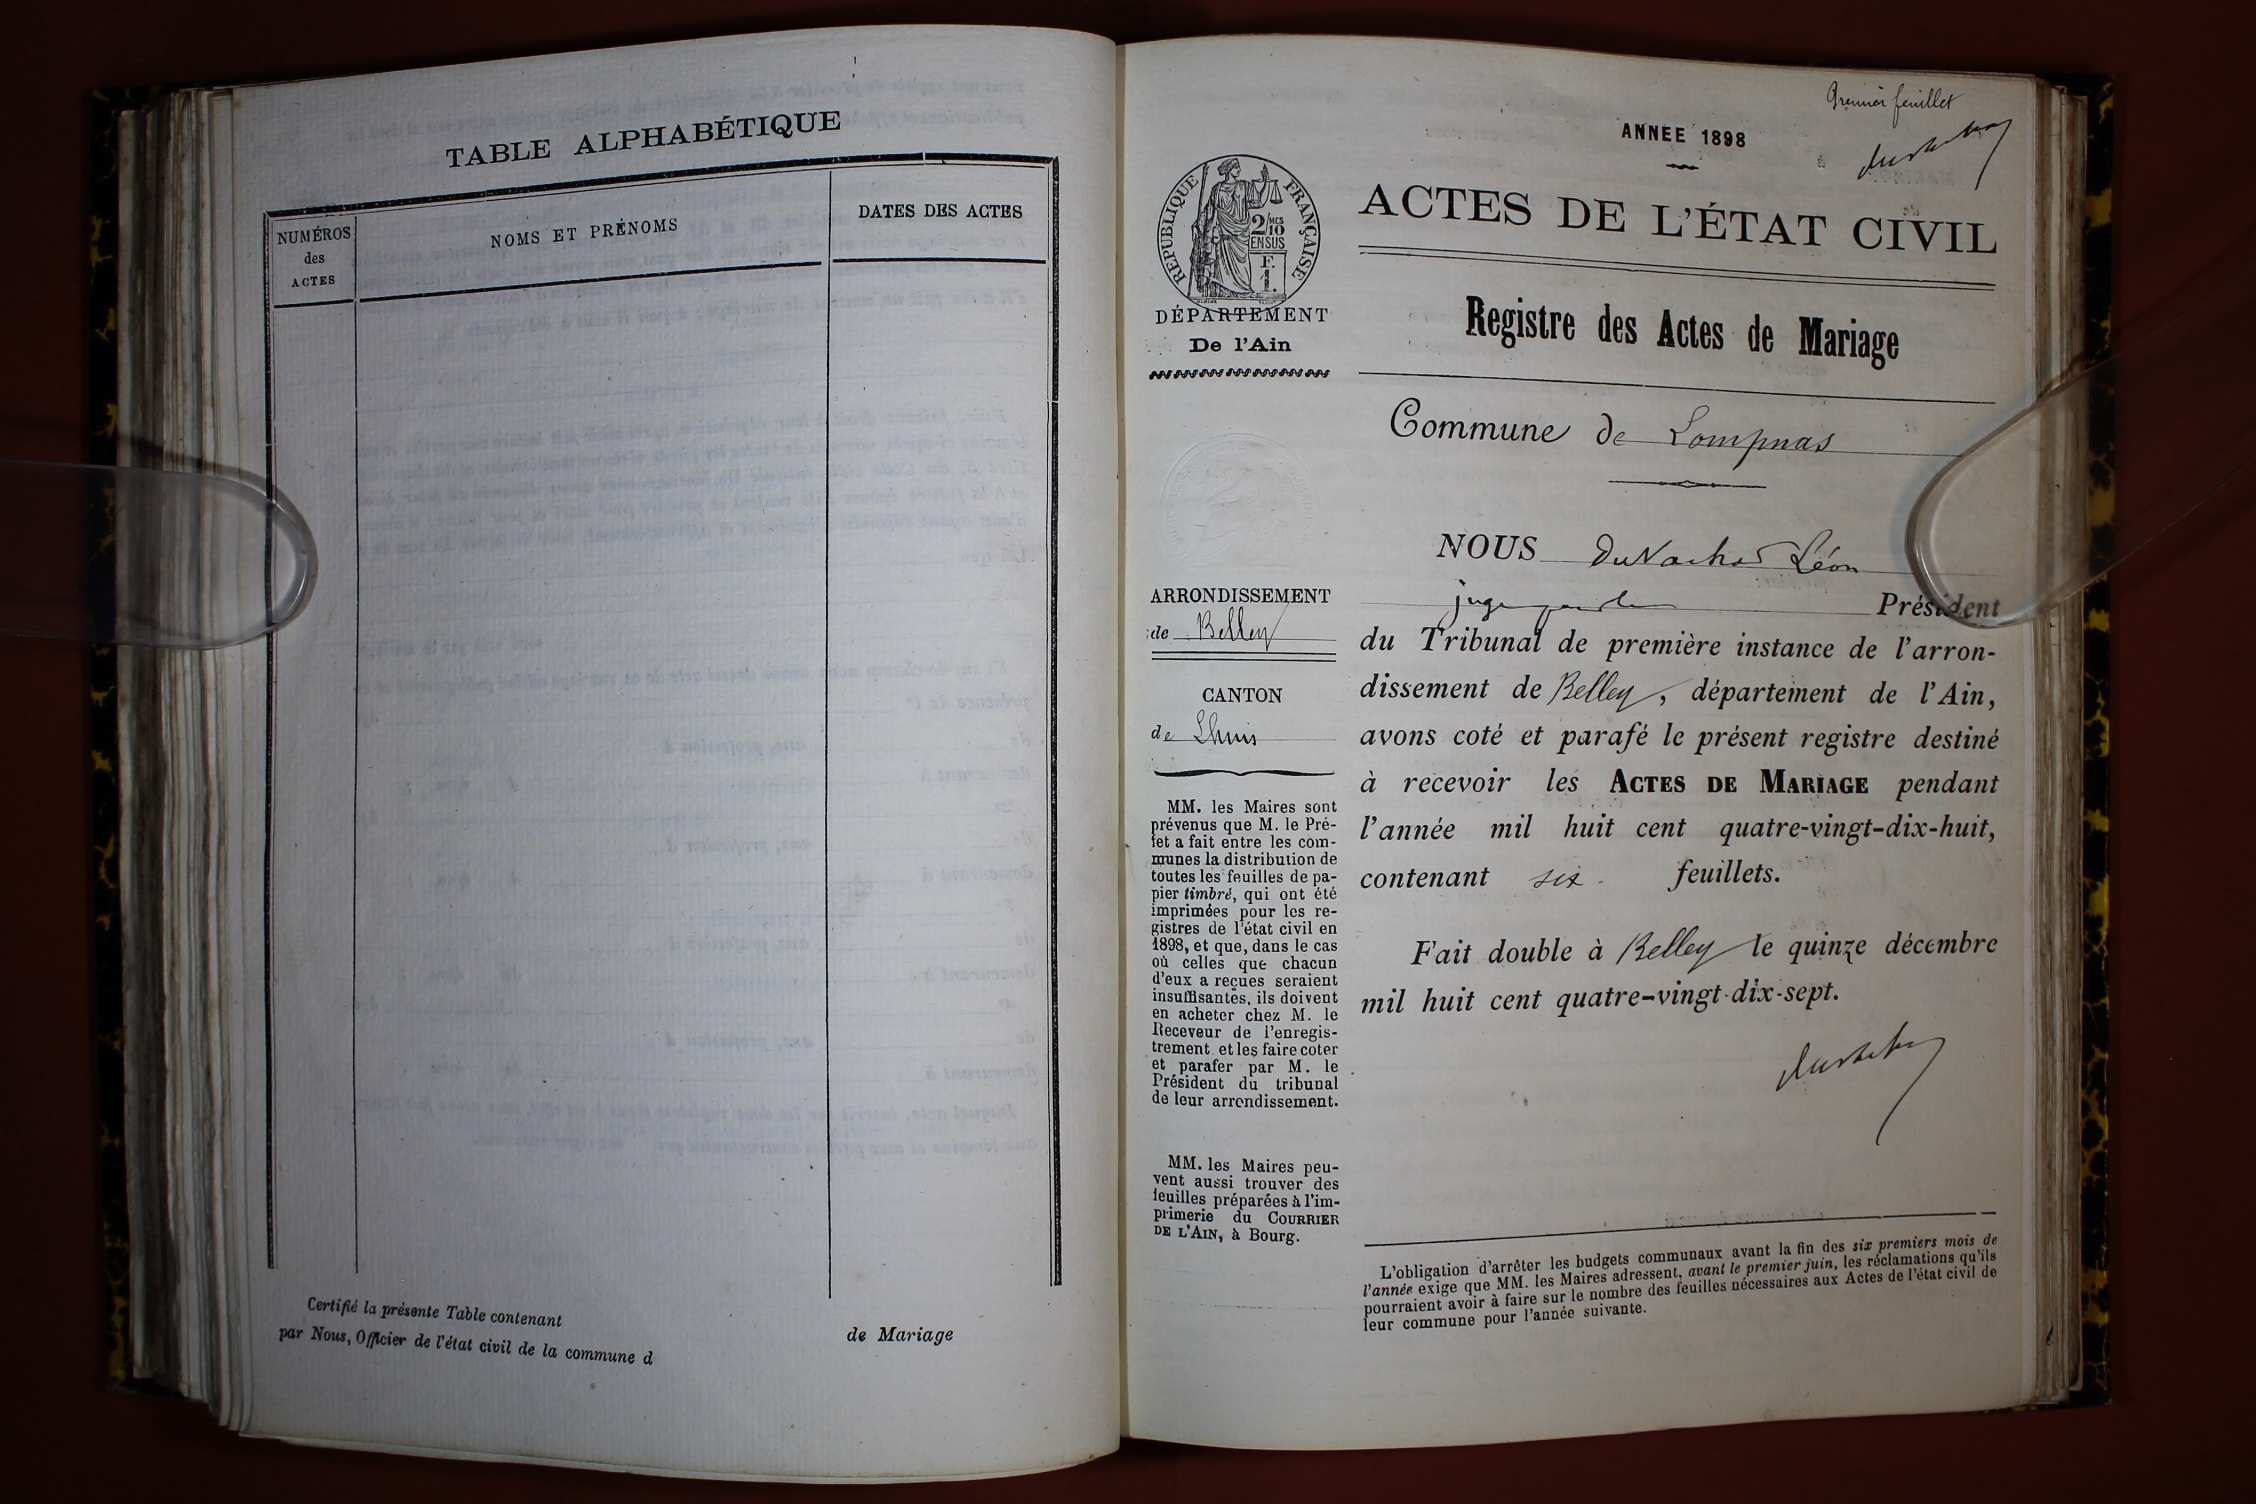 TABLE ALPHABÉTIQUE
NUMÉROS
des
ACTES
NOMS ET PRÉNOMS
DATES DES ACTES
Certifié la présente Table contenant
de Mariage
par Nous, Officier de l'état civil de la commune d
Premier feuillet
ANNÉE 1898
RÉPUBLIQUE FRANÇAISE
2/MES
10
EN SUS
F.
1.
DÉPARTEMENT
De l'Ain
ARRONDISSEMENT
de Belley
CANTON
de Lhuis
MM. les Maires sont
prévenus que M. le Pré-
fet a fait entre les com-
munes la distribution de
toutes les feuilles de pa-
pier timbré, qui ont été
imprimées pour les re-
gistres de l'état civil en
1898, et que, dans le cas
où celles que chacun
d'eux a reçues seraient
insuffisantes, ils doivent
en acheter chez M. le
Receveur de l'enregis-
trement et les faire coter
et parafer par M. le
Président du tribunal
de leur arrondissement.
MM. les Maires peu-
vent aussi trouver des
feuilles préparées à l'im-
primerie du COURRIER
DE L'AIN, à Bourg.
ACTES DE L'ÉTAT CIVIL
Registre des Actes de Mariage
Commune de Lompnas
NOUS Léon
juge Président
du Tribunal de première instance de l'arron-
dissement de Belley, département de l'Ain,
avons coté et parafé le présent registre destiné
à recevoir les ACTES DE MARIAGE pendant
l'année mil huit cent quatre-vingt-dix-huit,
contenant six feuillets.
Fait double à Belley le quinze décembre
mil huit cent quatre-vingt-dix-sept.
L'obligation d'arrêter les budgets communaux avant la fin des six premiers mois de
l'année exige que MM. les Maires adressent, avant le premier juin, les réclamations qu'ils
pourraient avoir à faire sur le nombre des feuilles nécessaires aux Actes de l'état civil de
leur commune pour l'année suivante.